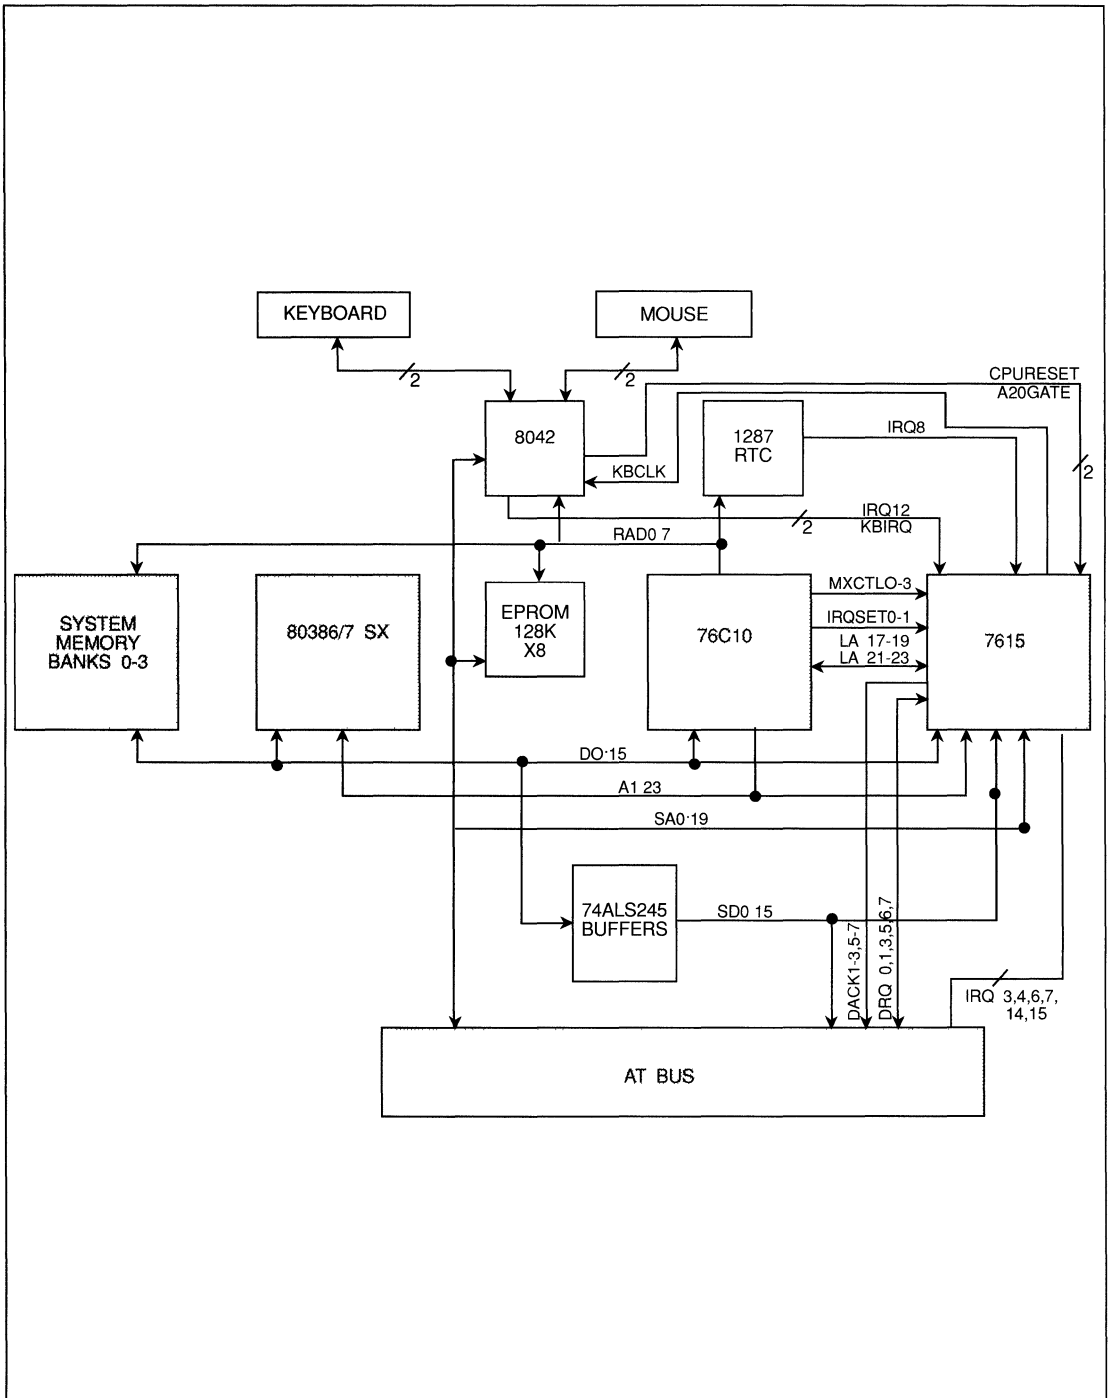 KEYBOARD
MOUSE
2
2
CPURESET
A20GATE
8042
1287
RTC
IRQ8
KBCLK
2
IRQ12
KBIRQ
2
RAD0 7
SYSTEM
MEMORY
BANKS 0-3
80386/7 SX
EPROM
128K
X8
76C10
MXCTLO-3
IRQSET0-1
LA 17-19
LA 21-23
7615
DO·15
A1 23
SA0·19
74ALS245
BUFFERS
SD0 15
DACK1-3,5-7
DRQ 0,1,3,5,6,7
IRQ 3,4,6,7,
14,15
AT BUS